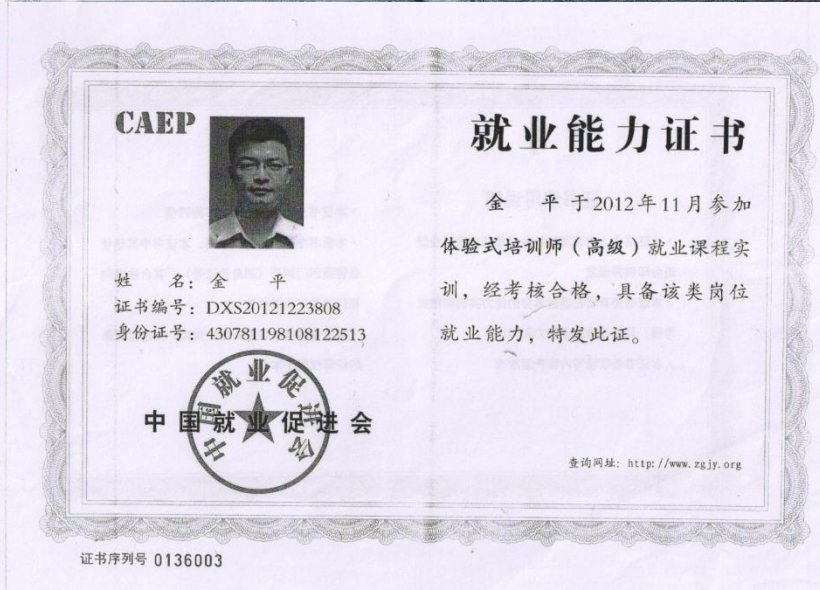 CAEP
姓 名：金 平
证书编号：DXS20121223808
身份证号：430781198108122513
中国就业促进会
中国就业促进会
证书序列号 0136003
就业能力证书
金 平于2012年11月参加
体验式培训师（高级）就业课程实
训，经考核合格，具备该类岗位
就业能力，特发此证。
查询网址：http://www.zgjy.org